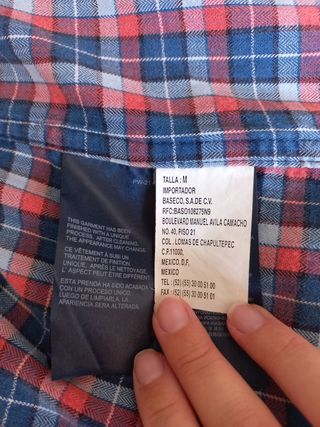 PW-21
THIS GARMENT HAS BEEN
FINISHED WITH A UNIQUE
PROCESS, AFTER CLEANING,
THE APPEARANCE MAY CHANGE.
CE VÊTEMENT À SUBI
UN TRAITEMENT DE
FINITION UNIQUE.
APRÈS LE NETTOYAGE,
L' ASPECT PEUT ÊTRE DIFFÉRENT.
ESTA PRENDA HA SIDO ACABADA
CON UN PROCESO UNICO.
LUEGO DE LIMPIARLA, LA
APARIENCIA SERA ALTERADA.
TALLA: M
IMPORTADOR
BASECO, S.A.DE C.V.
RFC:BASO108275N9
BOULEVARD MANUEL AVILA CAMACHO
NO.40, PISO 21
COL. LOMAS DE CHAPULTEPEC
C.P.11000,
MEXICO, D,F,
MEXICO
TEL : (52) (55) 30 00 51 00
FAX : (52) (55) 30 00 51 01